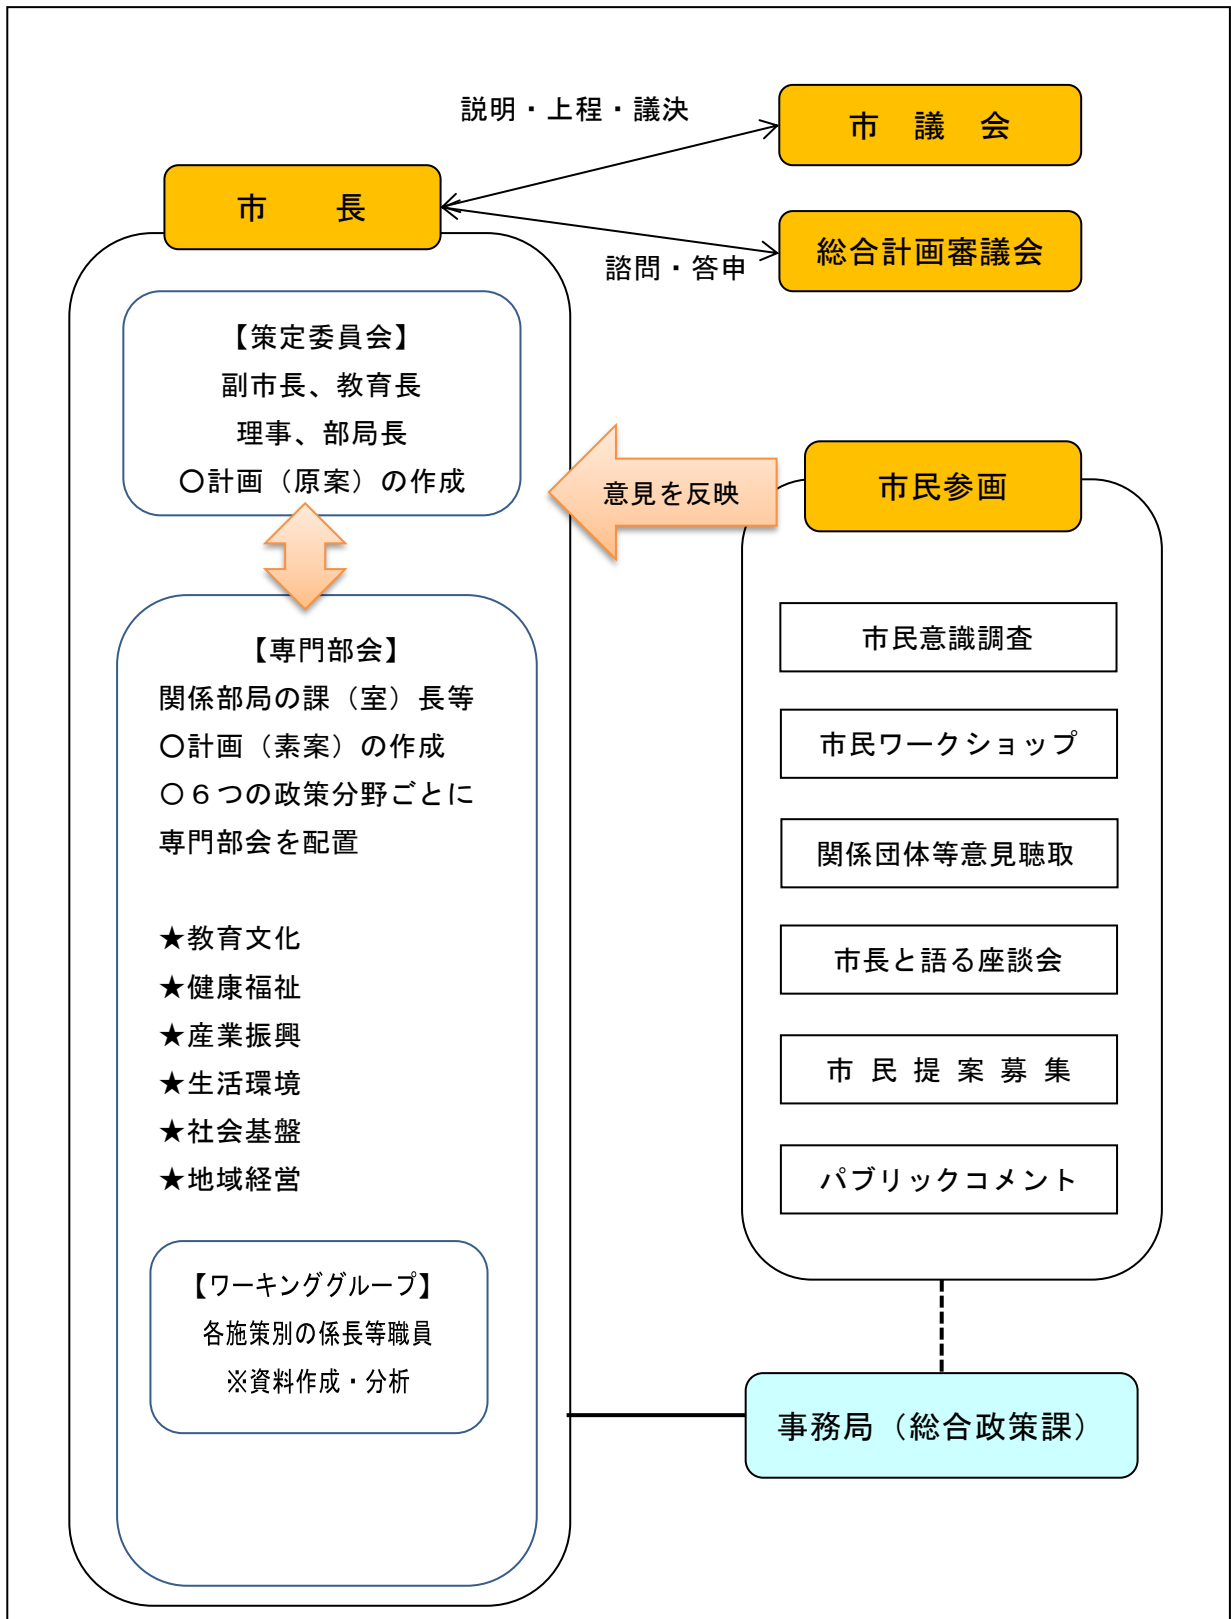 説明・上程・議決
市　議　会
市　　長
総合計画審議会
諮問・答申
【策定委員会】
副市長、教育長
理事、部局長
〇計画（原案）の作成
意見を反映
市民参画
【専門部会】
関係部局の課（室）長等
〇計画（素案）の作成
〇６つの政策分野ごとに
専門部会を配置
★教育文化
★健康福祉
★産業振興
★生活環境
★社会基盤
★地域経営
【ワーキンググループ】
各施策別の係長等職員
※資料作成・分析
市民意識調査
市民ワークショップ
関係団体等意見聴取
市長と語る座談会
市 民 提 案 募 集
パブリックコメント
事務局（総合政策課）